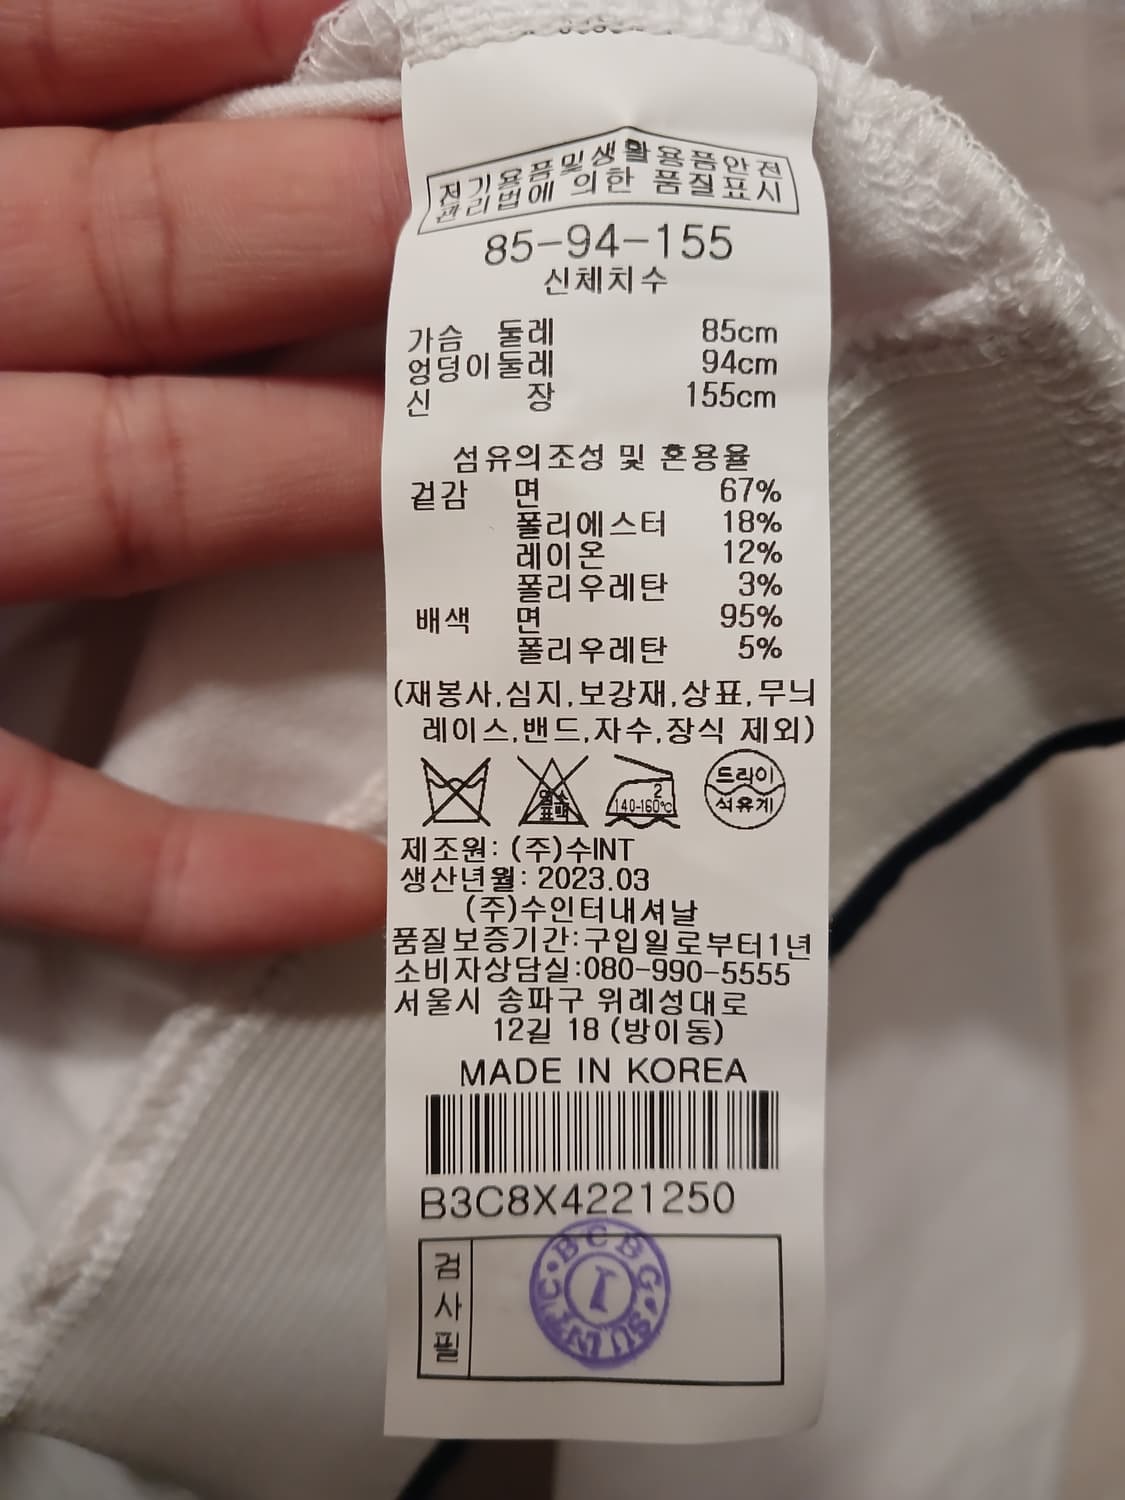 전기용품및생활용품안전
관리법에 의한 품질표시
85-94-155
신체치수
가슴 둘레 85cm
엉덩이둘레 94cm
신 장 155cm
섬유의조성 및 혼용율
겉감 면 67%
폴리에스터 18%
레이온 12%
폴리우레탄 3%
배색 면 95%
폴리우레탄 5%
(재봉사,심지,보강재,상표,무늬
레이스,밴드,자수,장식 제외)
염소 표백
2 140-160℃
드라이
석유계
제조원: (주)수INT
생산년월: 2023.03
(주)수인터내셔날
품질보증기간:구입일로부터1년
소비자상담실:080-990-5555
서울시 송파구 위례성대로
12길 18 (방이동)
MADE IN KOREA
B3C8X4221250
검사필
BCBG SUINT'C
1